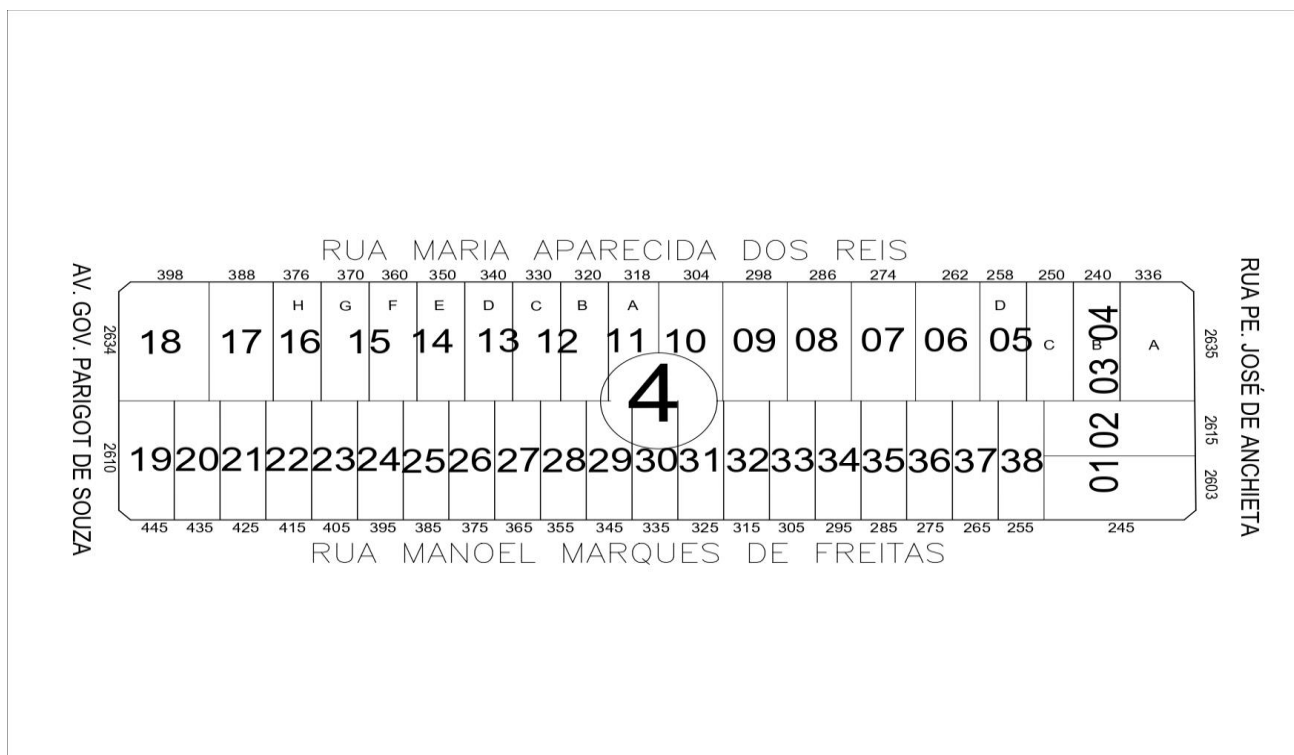 RUA MARIA APARECIDA DOS REIS
398 388 376 370 360 350 340 330 320 318 304 298 286 274 262 258 250 240 336
H G F E D C B A D
18 17 16 15 14 13 12 11 10 09 08 07 06 05 C B A
04
03
4
02
01
19 20 21 22 23 24 25 26 27 28 29 30 31 32 33 34 35 36 37 38
445 435 425 415 405 395 385 375 365 355 345 335 325 315 305 295 285 275 265 255 245
RUA MANOEL MARQUES DE FREITAS
AV. GOV. PARIGOT DE SOUZA
2634
2610
RUA PE. JOSÉ DE ANCHIETA
2635
2615
2603